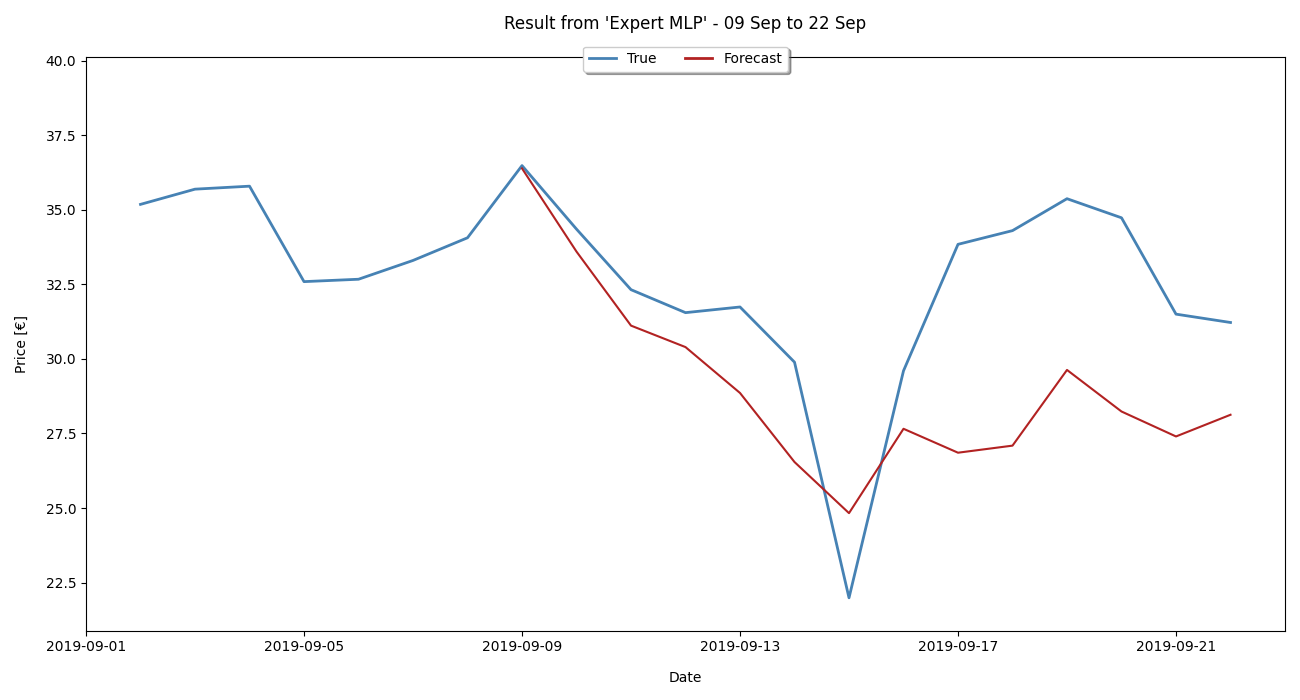 Result from 'Expert MLP' - 09 Sep to 22 Sep
True Forecast
40.0
37.5
35.0
32.5
30.0
27.5
25.0
22.5
Price [€]
2019-09-01 2019-09-05 2019-09-09 2019-09-13 2019-09-17 2019-09-21
Date